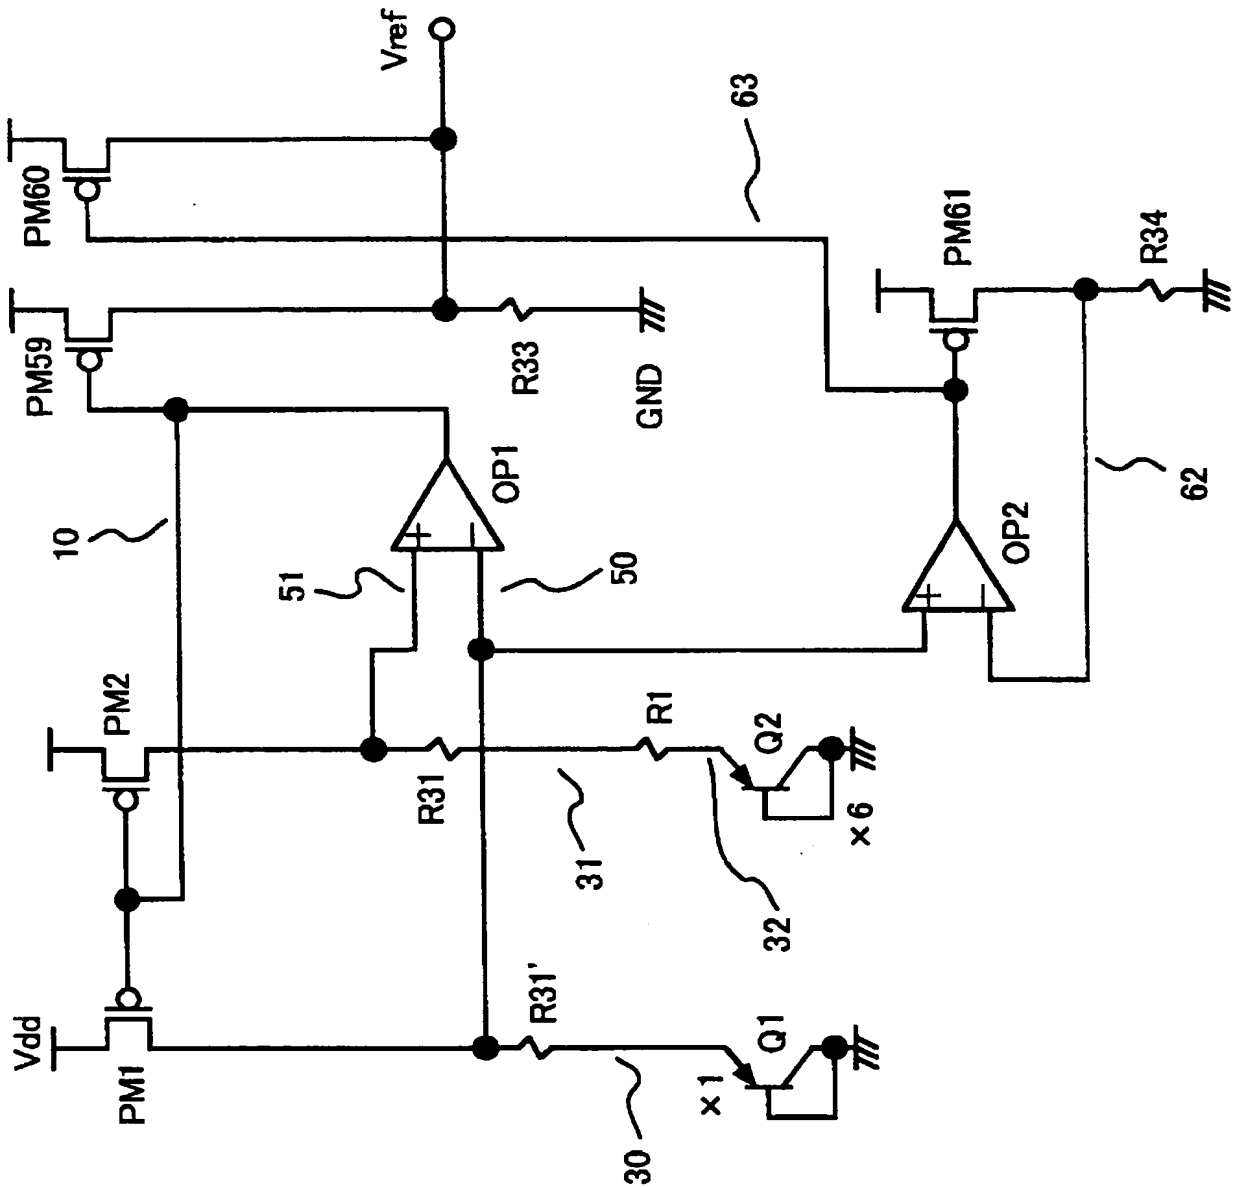 Vdd
PM1
PM2
10
PM59
PM60
Vref
51
50
OP1
R33
GND
63
R31'
30
×1
Q1
R31
31
R1
32
Q2
×6
OP2
62
PM61
R34